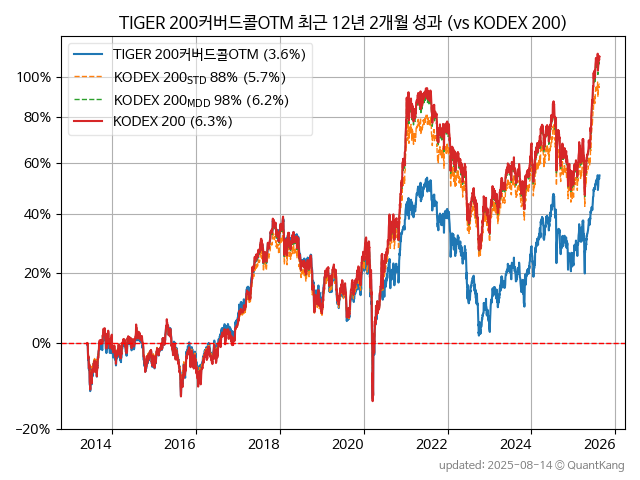 TIGER 200커버드콜OTM 최근 12년 2개월 성과 (vs KODEX 200)
TIGER 200커버드콜OTM (3.6%)
KODEX 200STD 88% (5.7%)
KODEX 200MDD 98% (6.2%)
KODEX 200 (6.3%)
100%
80%
60%
40%
20%
0%
−20%
2014 2016 2018 2020 2022 2024 2026
updated: 2025-08-14 © QuantKang